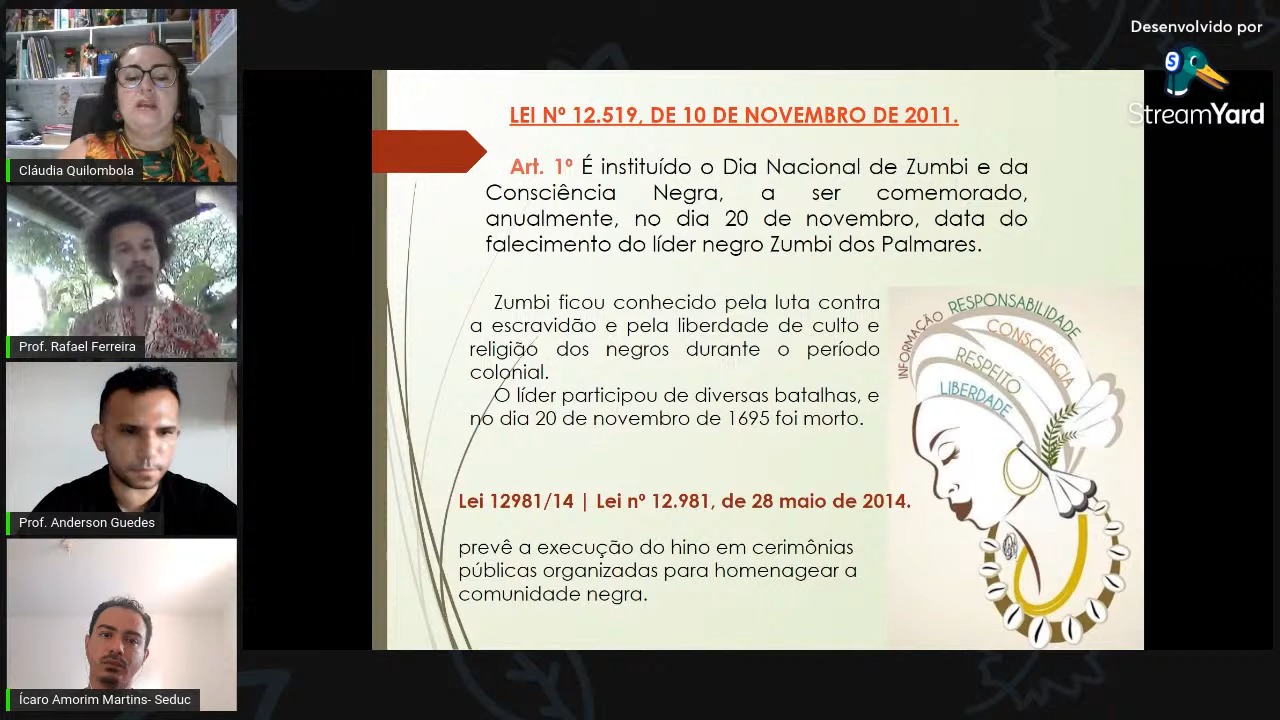 Desenvolvido por
S
StreamYard
Cláudia Quilombola
Prof. Rafael Ferreira
Prof. Anderson Guedes
Ícaro Amorim Martins- Seduc
LEI Nº 12.519, DE 10 DE NOVEMBRO DE 2011.
Art. 1º É instituído o Dia Nacional de Zumbi e da
Consciência Negra, a ser comemorado,
anualmente, no dia 20 de novembro, data do
falecimento do líder negro Zumbi dos Palmares.
Zumbi ficou conhecido pela luta contra
a escravidão e pela liberdade de culto e
religião dos negros durante o período
colonial.
O líder participou de diversas batalhas, e
no dia 20 de novembro de 1695 foi morto.
INFORMAÇÃO RESPONSABILIDADE
CONSCIÊNCIA
RESPEITO
LIBERDADE
Lei 12981/14 | Lei nº 12.981, de 28 maio de 2014.
prevê a execução do hino em cerimônias
públicas organizadas para homenagear a
comunidade negra.